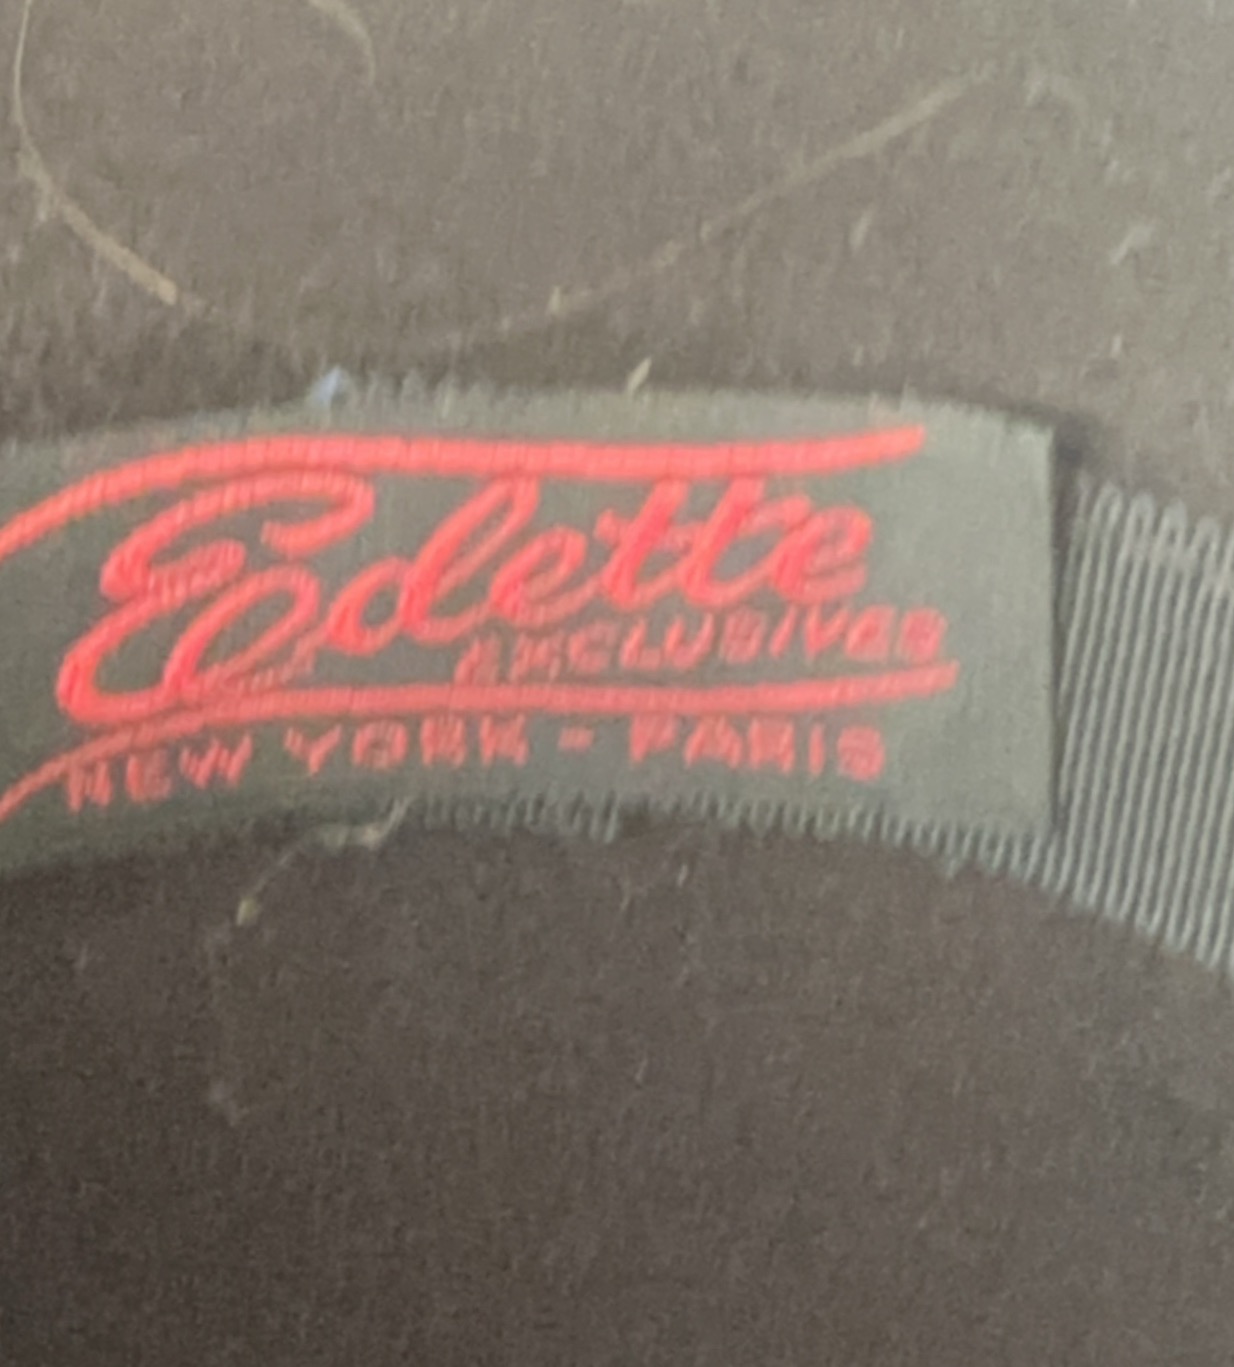 Edette
EXCLUSIVES
NEW YORK - PARIS